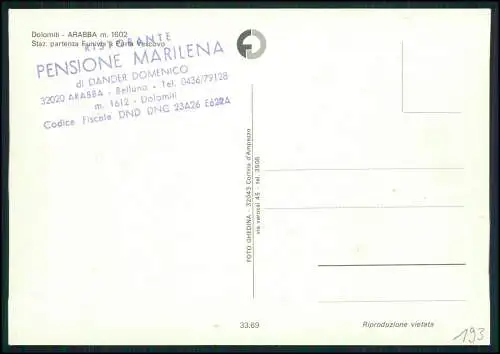 Dolomiti - ARABBA m. 1602
Staz. partenza Funivia a Porta Vescovo
RISTORANTE
PENSIONE MARILENA
di DANDER DOMENICO
32020 ARABBA - Belluno - Tel. 0436/79128
m. 1612 - Dolomiti
Codice Fiscale DND DNC 23A26 E622A
FOTO GHEDINA - 32043 Cortina d'Ampezzo
via verocai 45 - tel. 3908
33.69
Riproduzione vietata
193